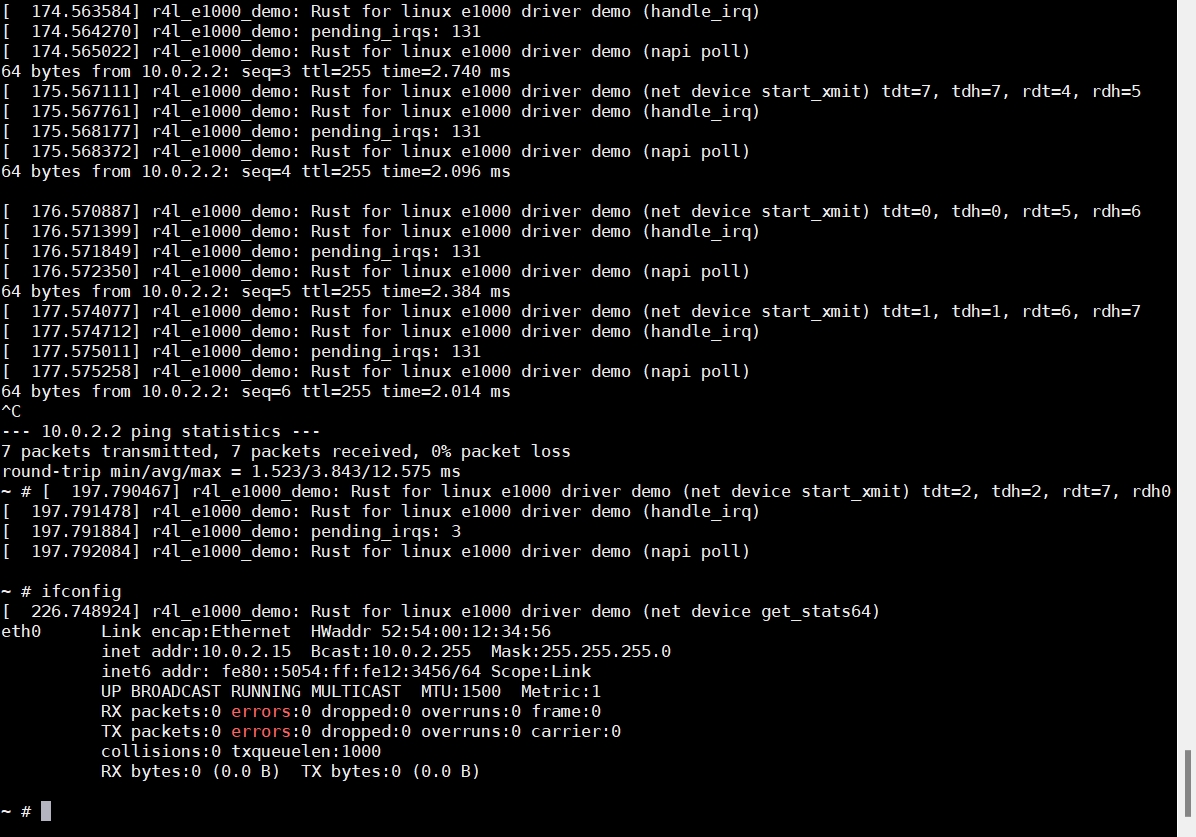 [  174.563584] r4l_e1000_demo: Rust for linux e1000 driver demo (handle_irq)
[  174.564270] r4l_e1000_demo: pending_irqs: 131
[  174.565022] r4l_e1000_demo: Rust for linux e1000 driver demo (napi poll)
64 bytes from 10.0.2.2: seq=3 ttl=255 time=2.740 ms
[  175.567111] r4l_e1000_demo: Rust for linux e1000 driver demo (net device start_xmit) tdt=7, tdh=7, rdt=4, rdh=5
[  175.567761] r4l_e1000_demo: Rust for linux e1000 driver demo (handle_irq)
[  175.568177] r4l_e1000_demo: pending_irqs: 131
[  175.568372] r4l_e1000_demo: Rust for linux e1000 driver demo (napi poll)
64 bytes from 10.0.2.2: seq=4 ttl=255 time=2.096 ms
[  176.570887] r4l_e1000_demo: Rust for linux e1000 driver demo (net device start_xmit) tdt=0, tdh=0, rdt=5, rdh=6
[  176.571399] r4l_e1000_demo: Rust for linux e1000 driver demo (handle_irq)
[  176.571849] r4l_e1000_demo: pending_irqs: 131
[  176.572350] r4l_e1000_demo: Rust for linux e1000 driver demo (napi poll)
64 bytes from 10.0.2.2: seq=5 ttl=255 time=2.384 ms
[  177.574077] r4l_e1000_demo: Rust for linux e1000 driver demo (net device start_xmit) tdt=1, tdh=1, rdt=6, rdh=7
[  177.574712] r4l_e1000_demo: Rust for linux e1000 driver demo (handle_irq)
[  177.575011] r4l_e1000_demo: pending_irqs: 131
[  177.575258] r4l_e1000_demo: Rust for linux e1000 driver demo (napi poll)
64 bytes from 10.0.2.2: seq=6 ttl=255 time=2.014 ms
^C
--- 10.0.2.2 ping statistics ---
7 packets transmitted, 7 packets received, 0% packet loss
round-trip min/avg/max = 1.523/3.843/12.575 ms
~ # [  197.790467] r4l_e1000_demo: Rust for linux e1000 driver demo (net device start_xmit) tdt=2, tdh=2, rdt=7, rdh0
[  197.791478] r4l_e1000_demo: Rust for linux e1000 driver demo (handle_irq)
[  197.791884] r4l_e1000_demo: pending_irqs: 3
[  197.792084] r4l_e1000_demo: Rust for linux e1000 driver demo (napi poll)
~ # ifconfig
[  226.748924] r4l_e1000_demo: Rust for linux e1000 driver demo (net device get_stats64)
eth0      Link encap:Ethernet  HWaddr 52:54:00:12:34:56
          inet addr:10.0.2.15  Bcast:10.0.2.255  Mask:255.255.255.0
          inet6 addr: fe80::5054:ff:fe12:3456/64 Scope:Link
          UP BROADCAST RUNNING MULTICAST  MTU:1500  Metric:1
          RX packets:0 errors:0 dropped:0 overruns:0 frame:0
          TX packets:0 errors:0 dropped:0 overruns:0 carrier:0
          collisions:0 txqueuelen:1000
          RX bytes:0 (0.0 B)  TX bytes:0 (0.0 B)
~ #